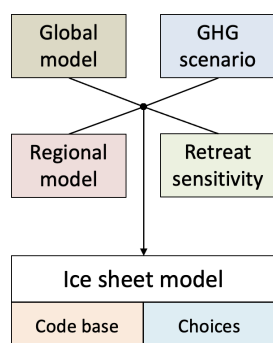 Global
model
GHG
scenario
Regional
model
Retreat
sensitivity
Ice sheet model
Code base
Choices